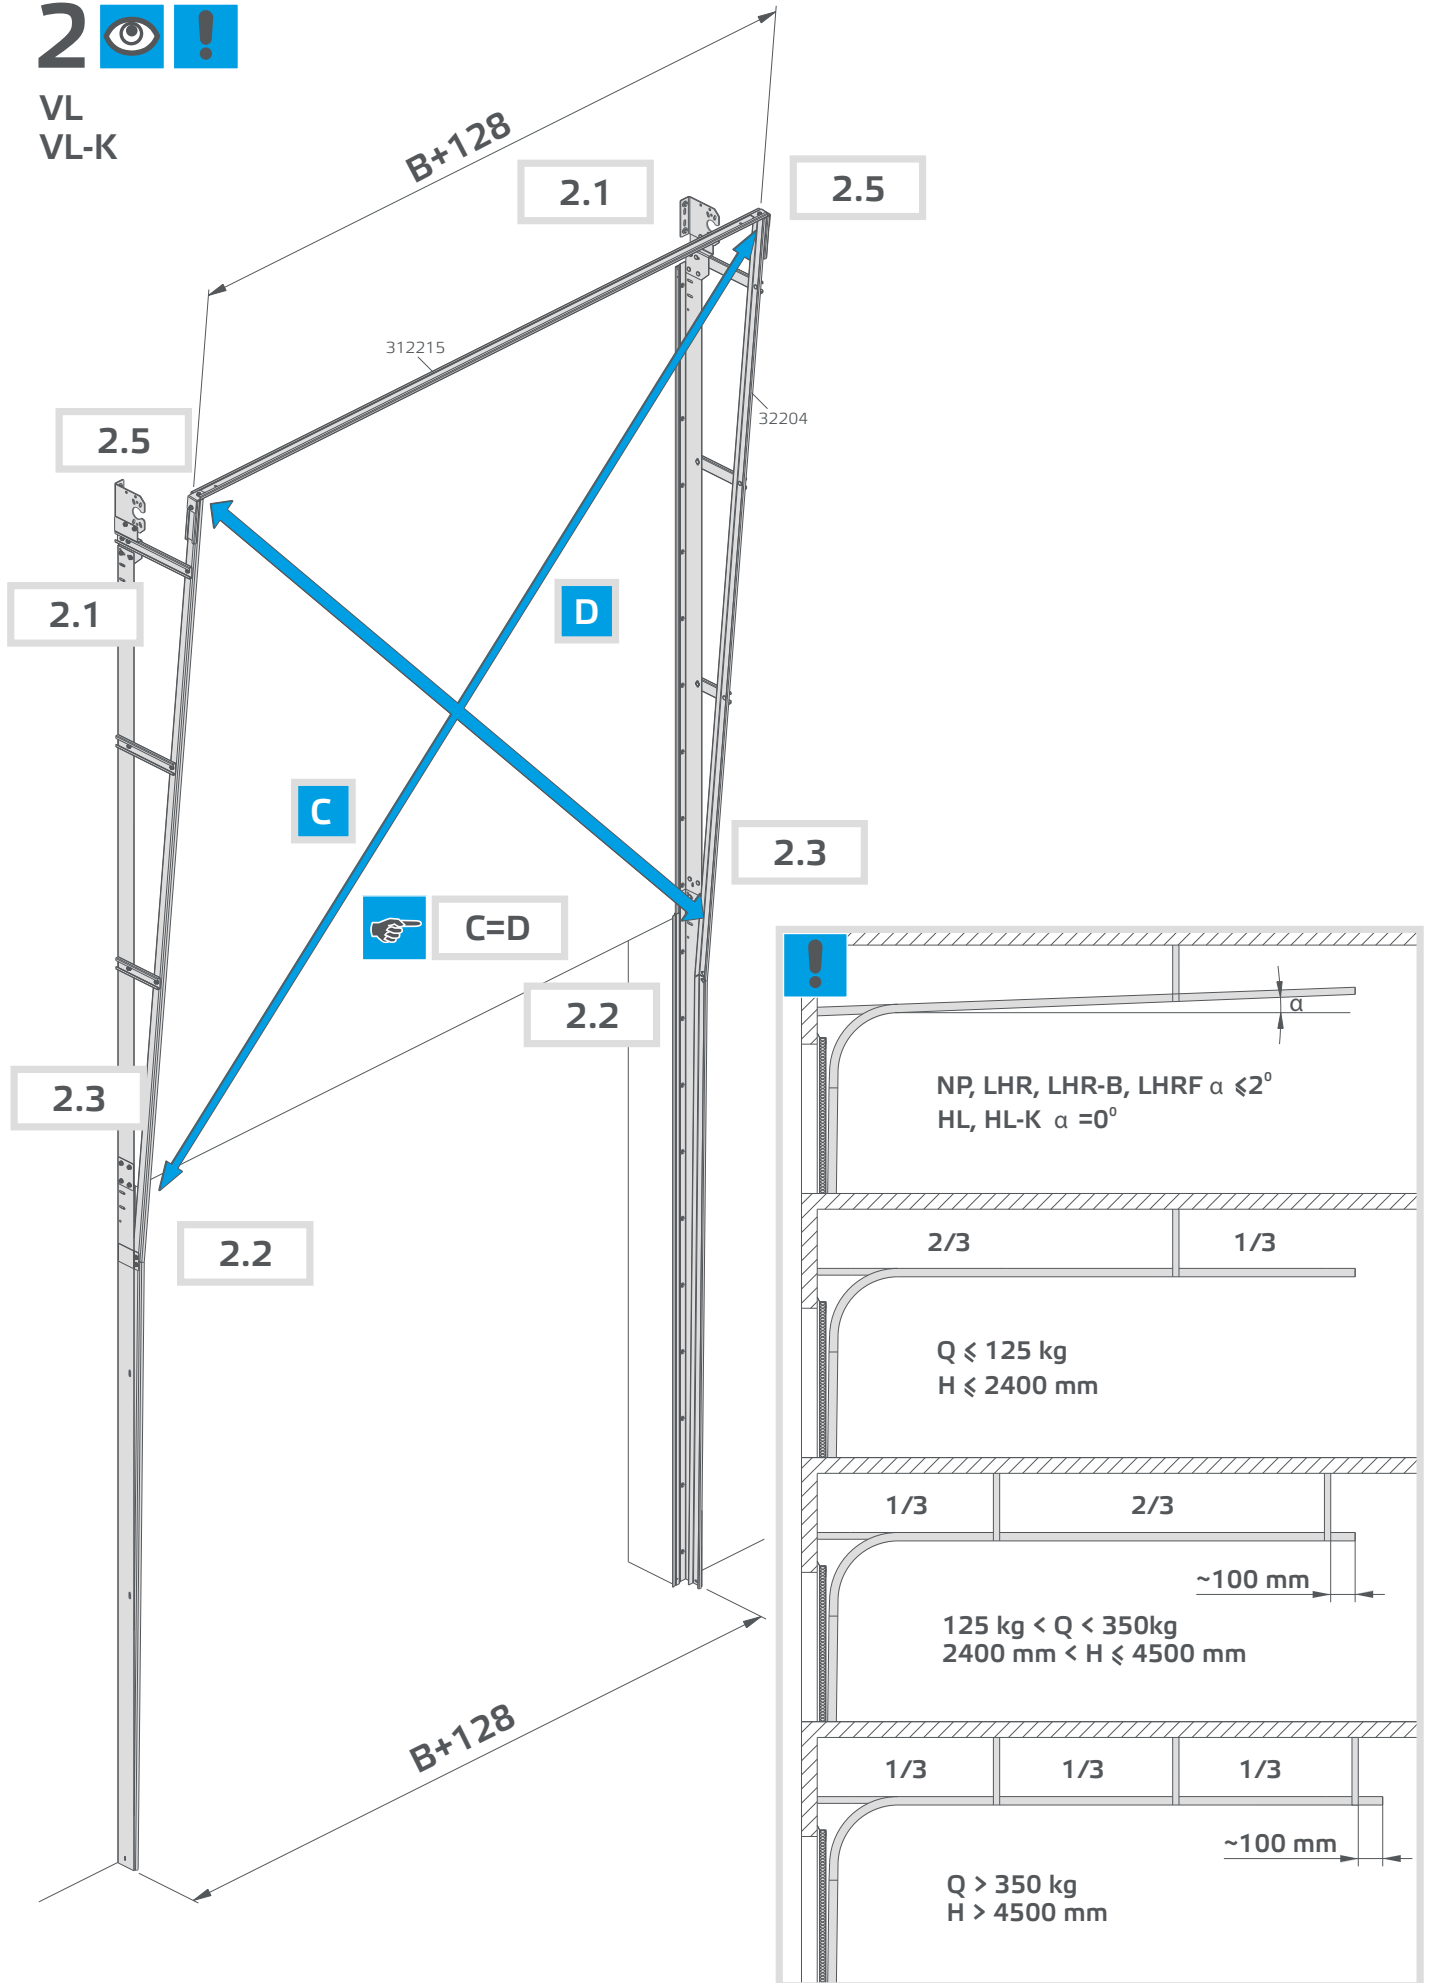 2 !
VL
VL-K
B+128
2.1
2.5
312215
32204
2.5
2.1
D
C
2.3
C=D
2.2
2.3
2.2
B+128
!
α
NP, LHR, LHR-B, LHRF α ⩽2⁰
HL, HL-K α =0⁰
2/3 1/3
Q ⩽ 125 kg
H ⩽ 2400 mm
1/3 2/3
~100 mm
125 kg < Q < 350kg
2400 mm < H ⩽ 4500 mm
1/3 1/3 1/3
~100 mm
Q > 350 kg
H > 4500 mm